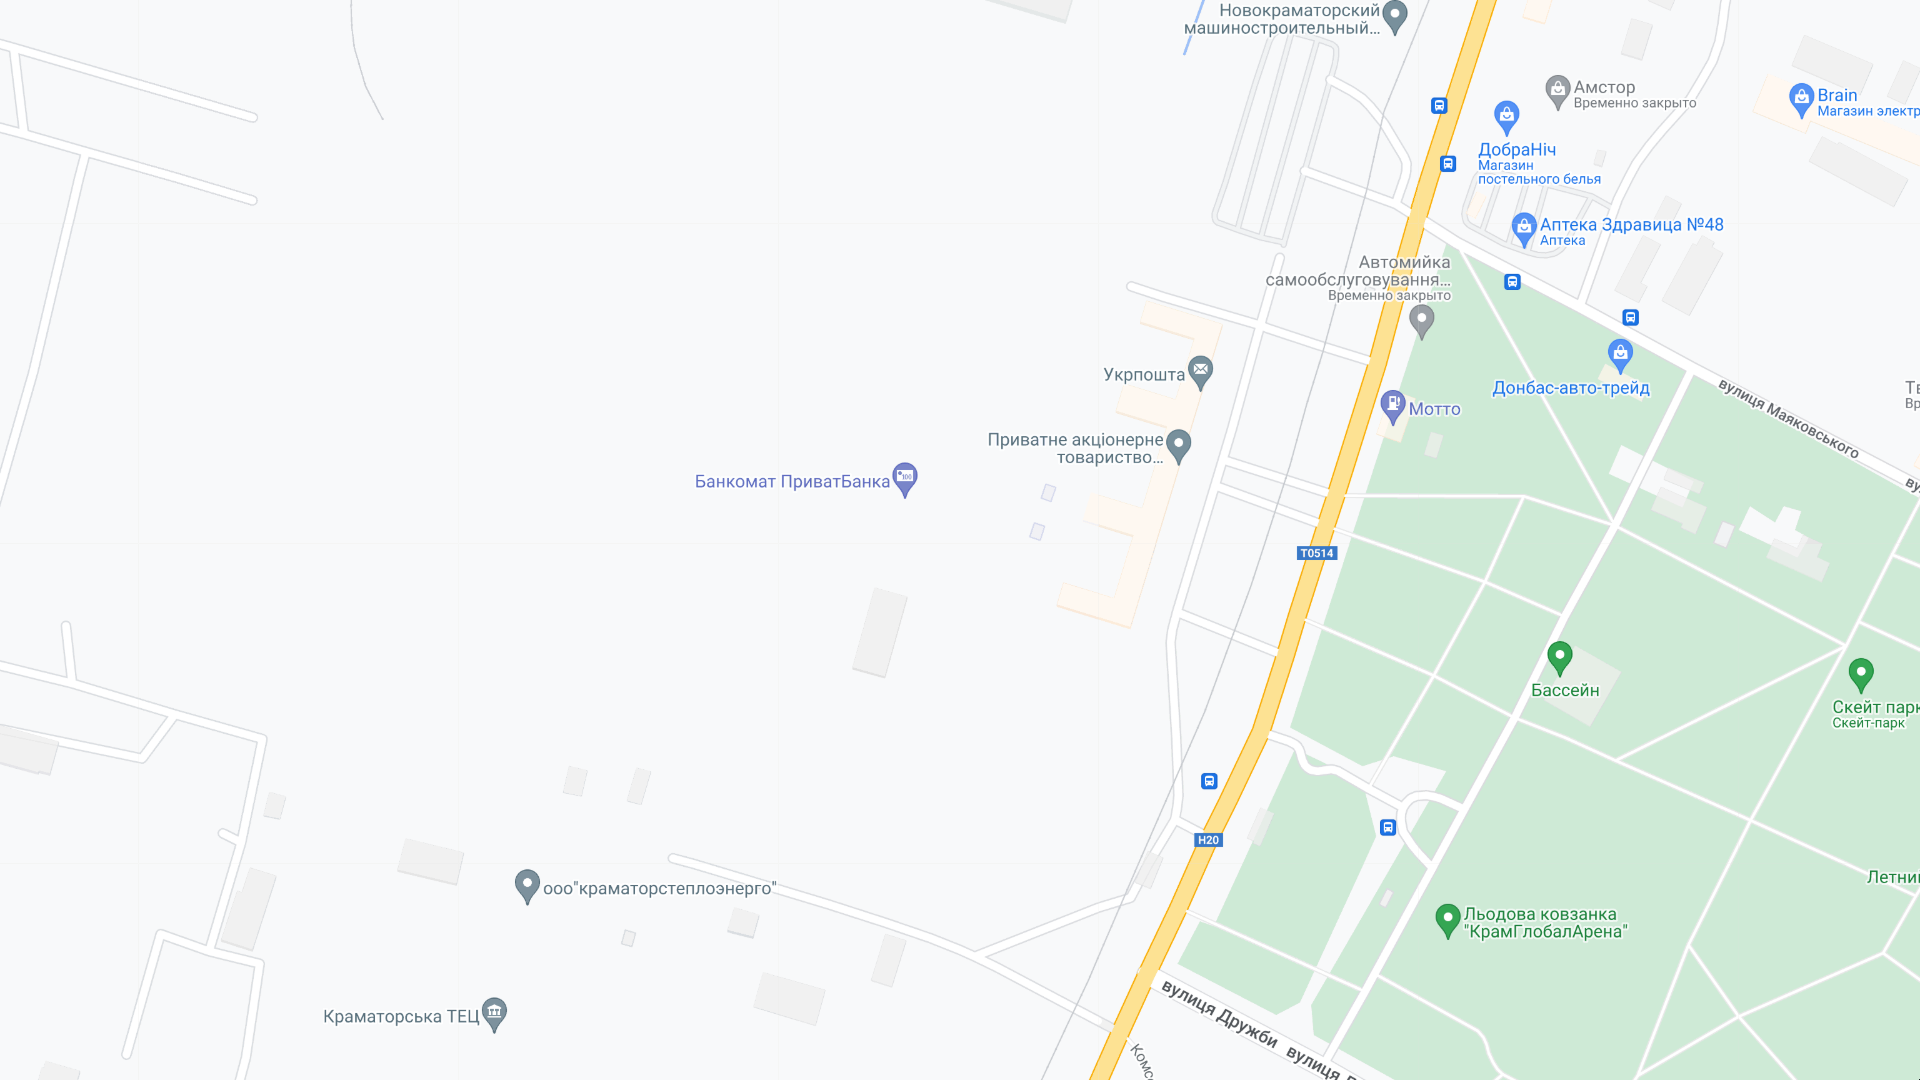 Новокраматорский
машиностроительный...
Амстор
Временно закрыто
Brain
Магазин электр
ДобраНіч
Магазин
постельного белья
Аптека Здравица №48
Аптека
Автомийка
самообслуговування...
Временно закрыто
Укрпошта
Донбас-авто-трейд
вулиця Маяковського
Мотто
Приватне акціонерне
товариство...
Банкомат ПриватБанка
100
T0514
Бассейн
Скейт парк
Скейт-парк
H20
ооо"краматорстеплоэнерго"
Льодова ковзанка
"КрамГлобалАрена"
Краматорська ТЕЦ
вулиця Дружби
вулиця